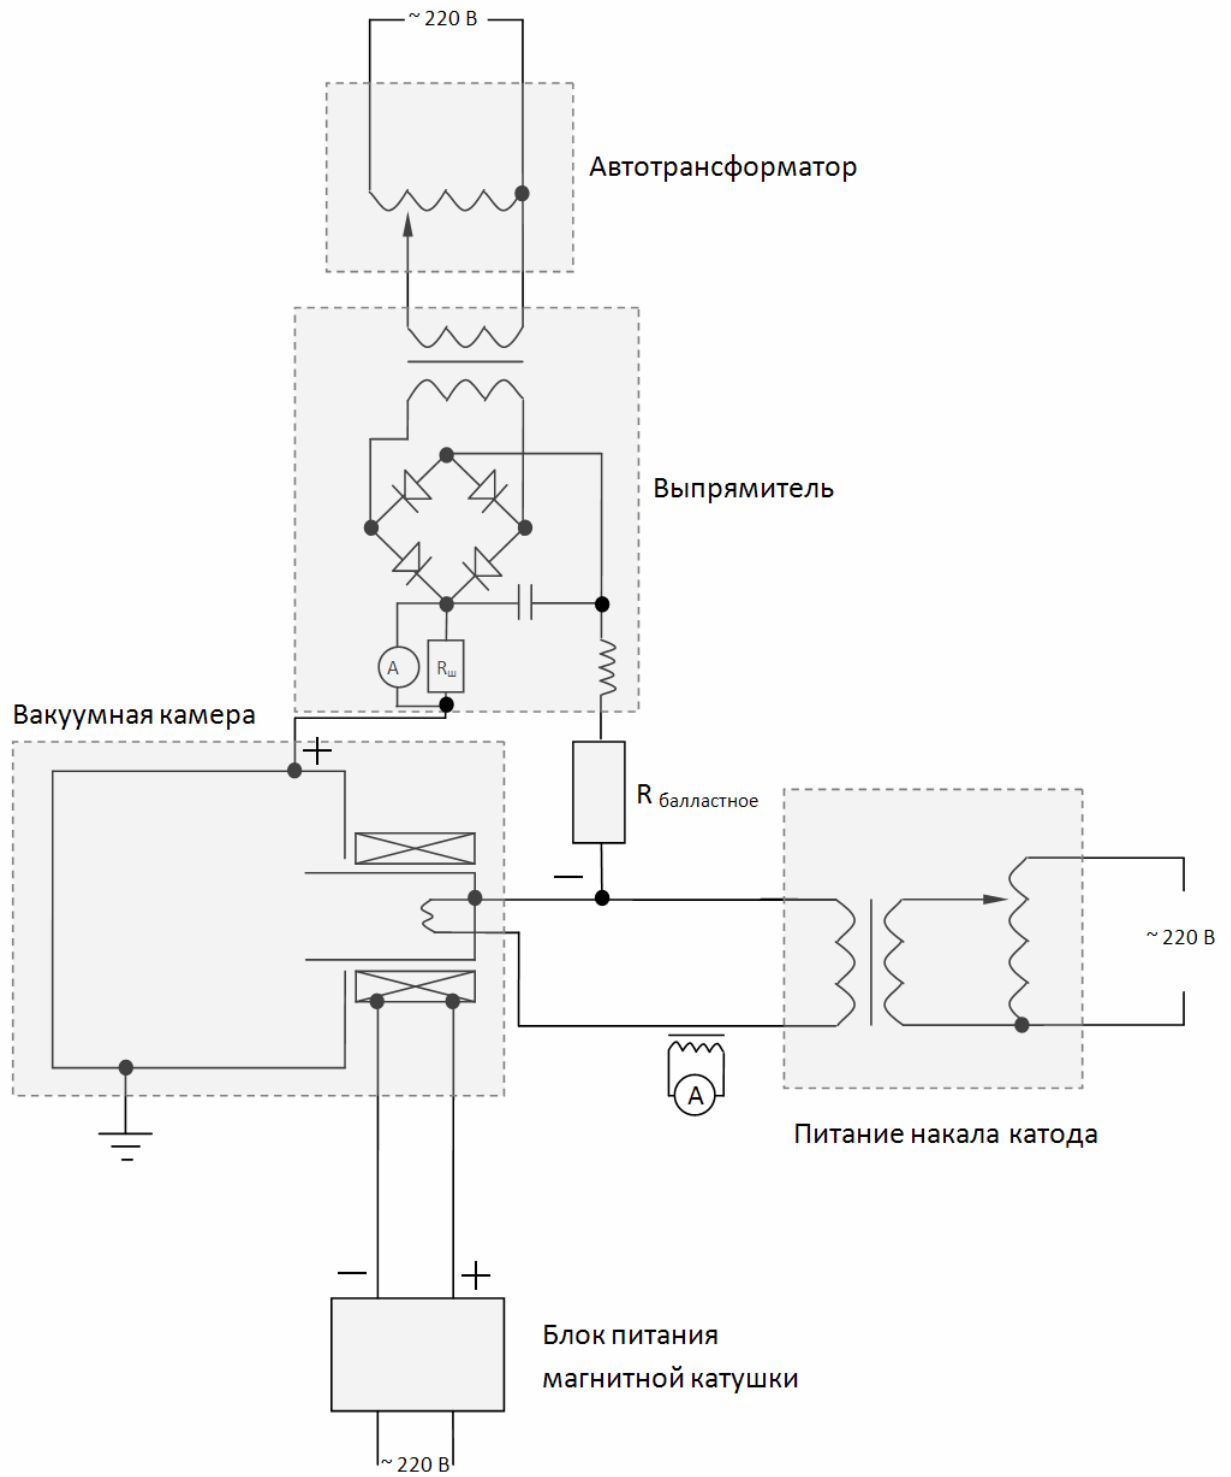 ~ 220 В
Автотрансформатор
Выпрямитель
A
Rш
Вакуумная камера
+
R балластное
−
~ 220 В
A
Питание накала катода
−
+
Блок питания
магнитной катушки
~ 220 В